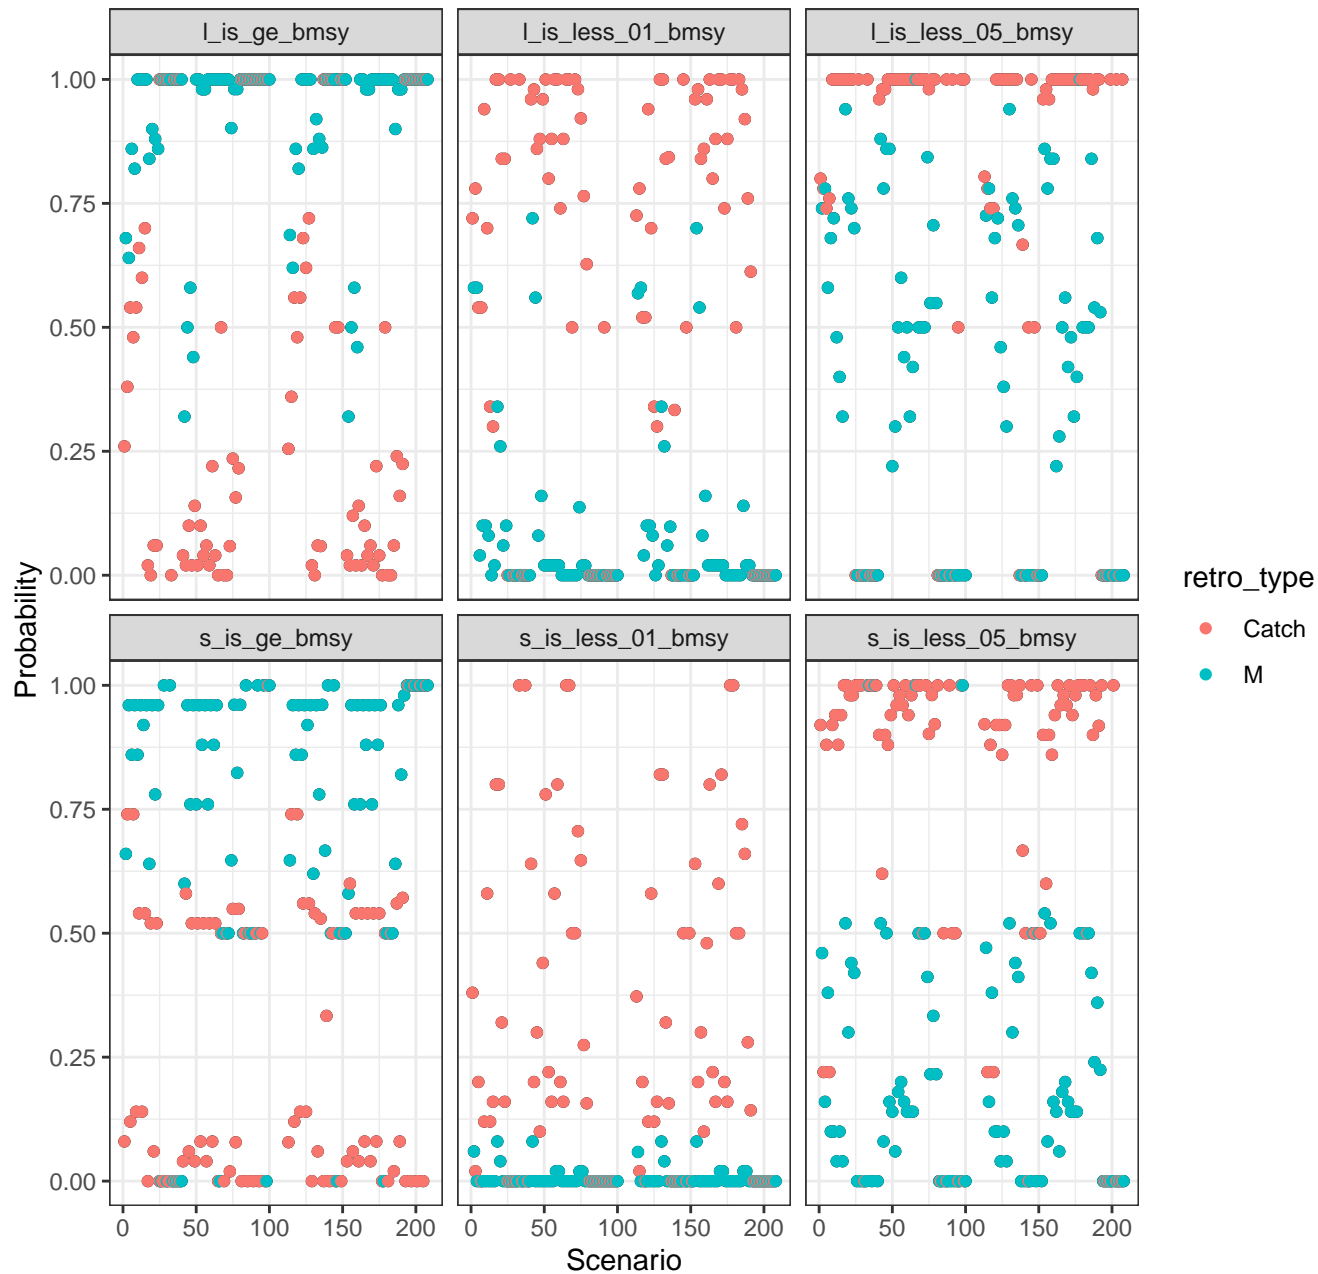 l_is_ge_bmsy
l_is_less_01_bmsy
l_is_less_05_bmsy
1.00
0.75
0.50
0.25
0.00
s_is_ge_bmsy
s_is_less_01_bmsy
s_is_less_05_bmsy
1.00
0.75
0.50
0.25
0.00
0 50 100 150 200
0 50 100 150 200
0 50 100 150 200
Scenario
Probability
retro_type
Catch
M